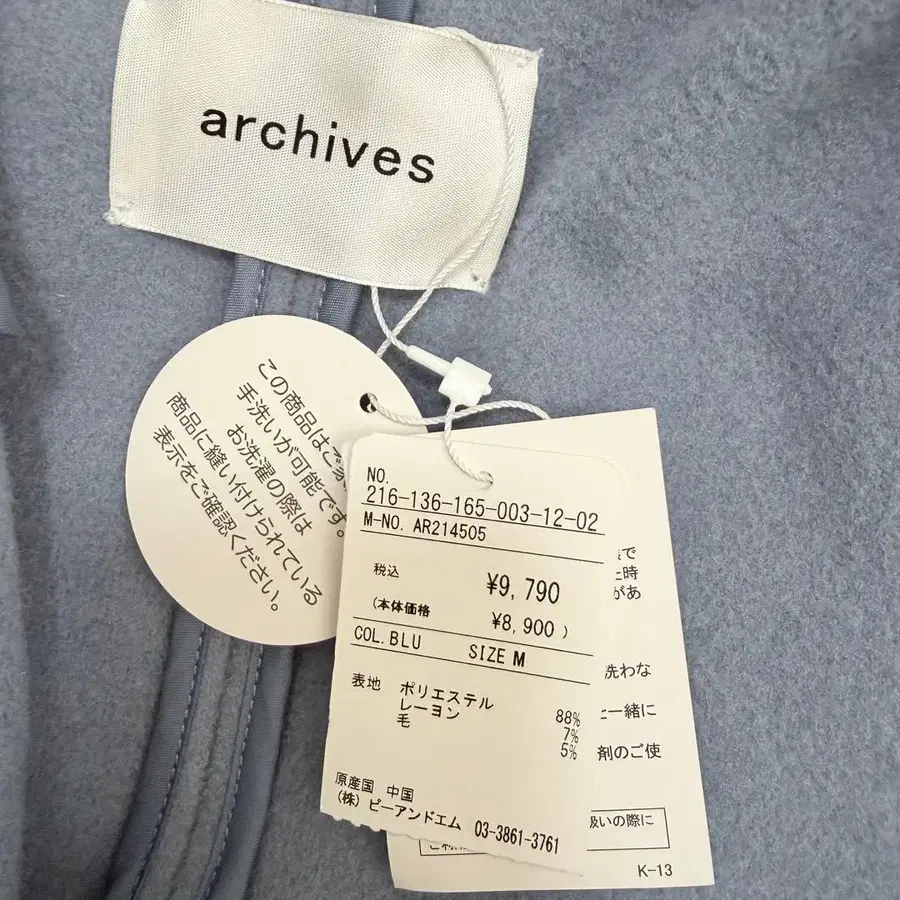 archives
この商品はご家
手洗いが可能です。
お洗濯の際は
商品に縫い付けられている
表示をご確認ください。
NO.
216-136-165-003-12-02
M-NO. AR214505
税込 ¥9,790
(本体価格 ¥8,900 )
COL. BLU SIZE M
表地 ポリエステル 88%
レーヨン 7%
毛 5%
原産国 中国
(株) ピーアンドエム 03-3861-3761
で
時
があ
洗わな
一緒に
剤のご使
扱いの際に
K-13